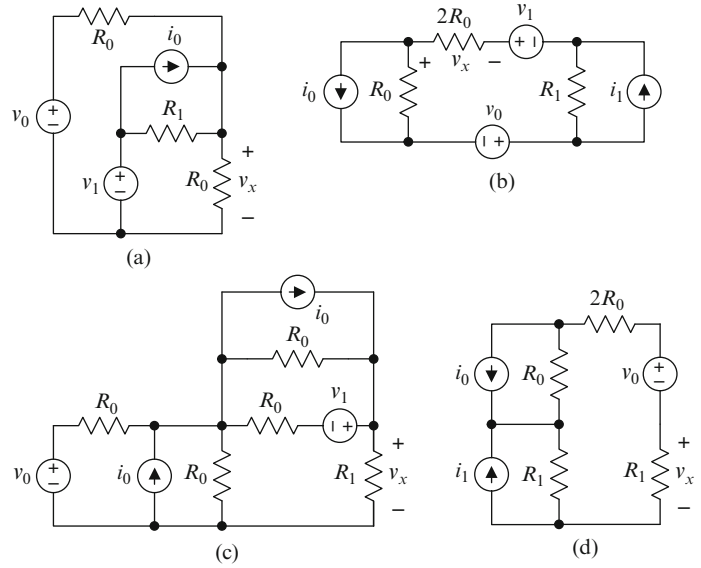 R0
i0
v0
R1
v1
R0
+
vx
−
(a)
2R0
v1
+
vx
−
i0
R0
R1
i1
v0
(b)
i0
R0
R0
R0
v1
v0
i0
R0
R1
+
vx
−
(c)
2R0
i0
R0
v0
i1
R1
R1
+
vx
−
(d)